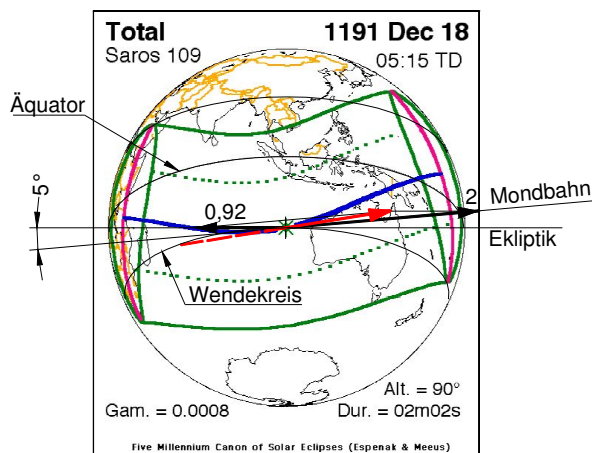 Total 1191 Dec 18
Saros 109 05:15 TD
Äquator
5°
0,92
2
Mondbahn
Ekliptik
Wendekreis
Alt. = 90°
Gam. = 0.0008 Dur. = 02m02s
Five Millennium Canon of Solar Eclipses (Espenak & Meeus)